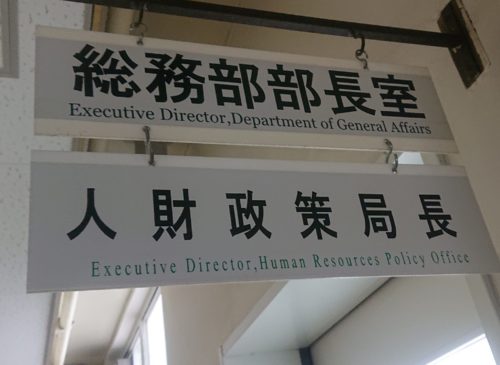 総務部部長室
Executive Director,Department of General Affairs
人財政策局長
Executive Director,Human Resources Policy Office